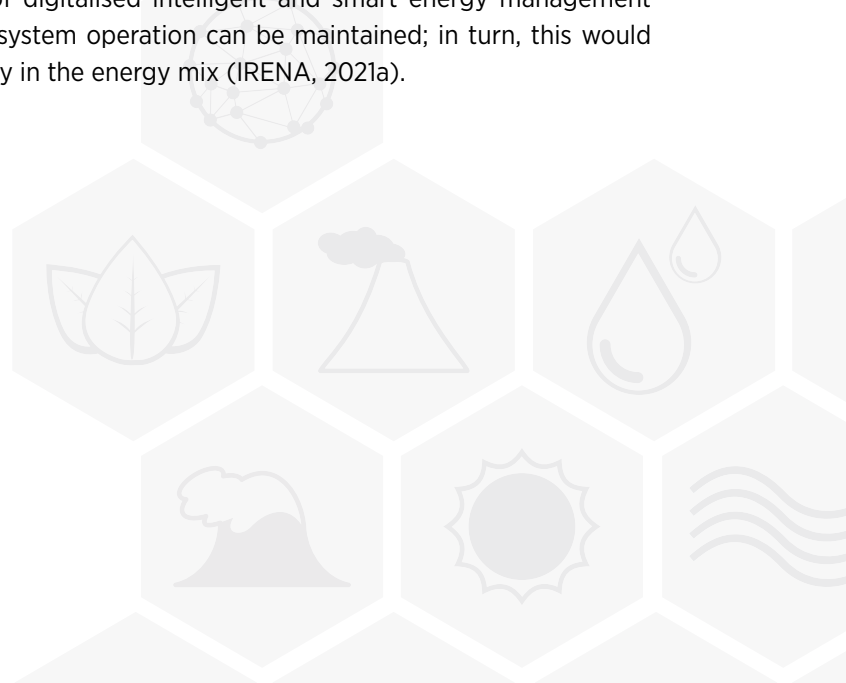 of digitalised intelligent and smart energy management
system operation can be maintained; in turn, this would
y in the energy mix (IRENA, 2021a).